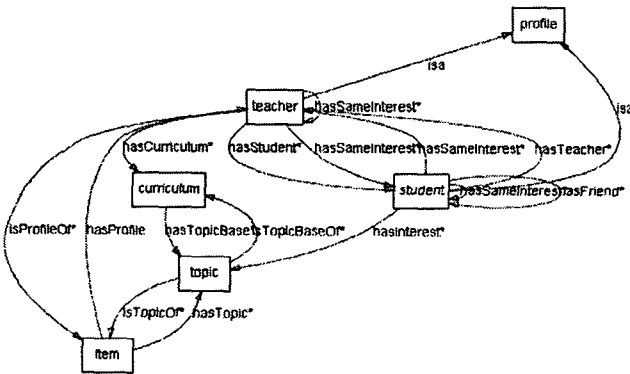 profile
isa
teacher
hasSameInterest*
isa
hasCurriculum*
hasStudent*
hasSameInterest*
hasSameInterest*
hasTeacher*
curriculum
student
hasSameInterest
hasFriend*
isProfileOf*
hasProfile
hasTopicBase*
isTopicBaseOf*
hasInterest*
topic
isTopicOf*
hasTopic*
Item